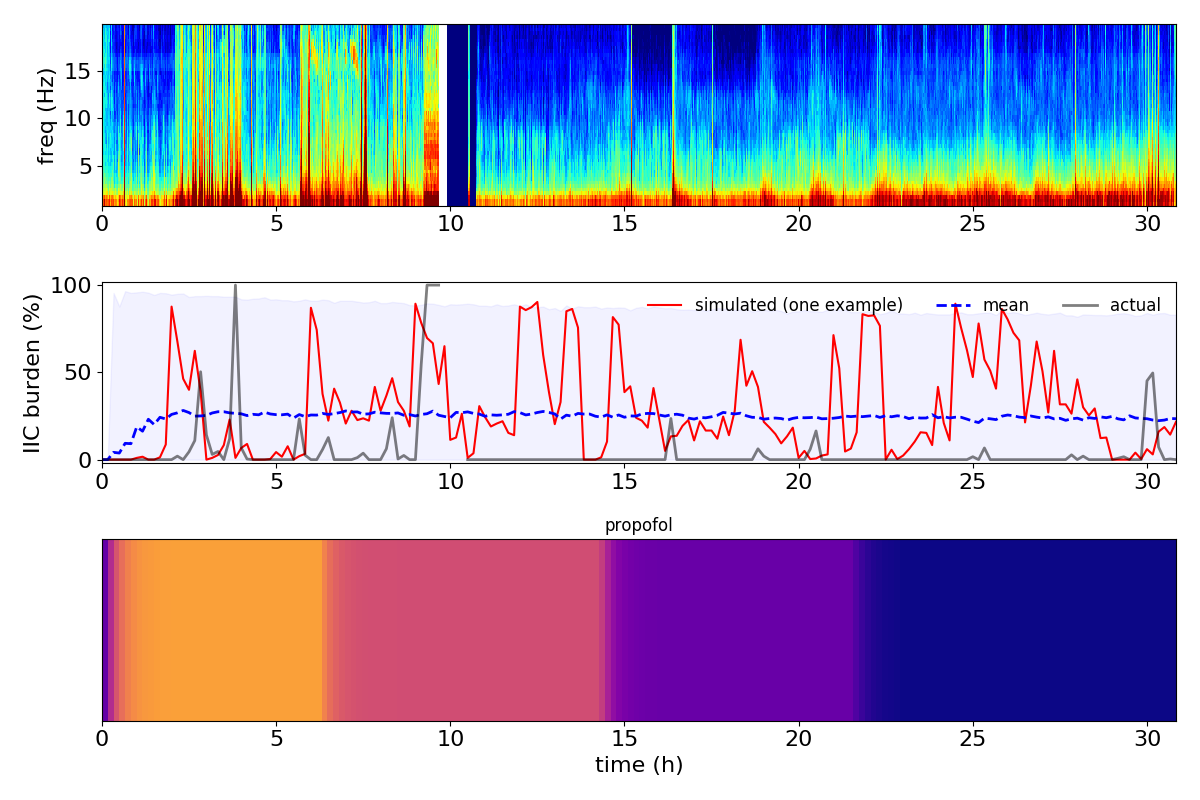 freq (Hz)
15
10
5
0 5 10 15 20 25 30
IIC burden (%)
100
50
0
simulated (one example) mean actual
0 5 10 15 20 25 30
propofol
0 5 10 15 20 25 30
time (h)